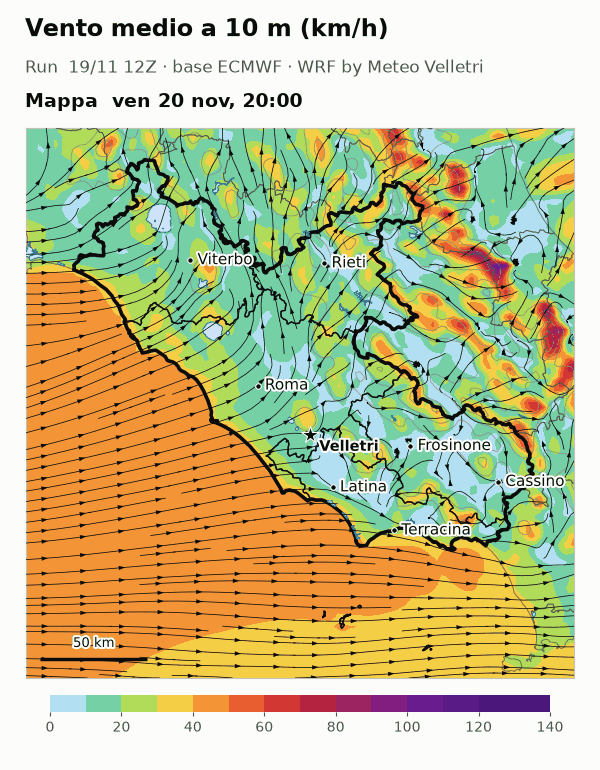 Vento medio a 10 m (km/h)
Run 19/11 12Z · base ECMWF · WRF by Meteo Velletri
Mappa ven 20 nov, 20:00
Viterbo
Rieti
Roma
Velletri
Frosinone
Latina
Cassino
Terracina
50 km
0 20 40 60 80 100 120 140